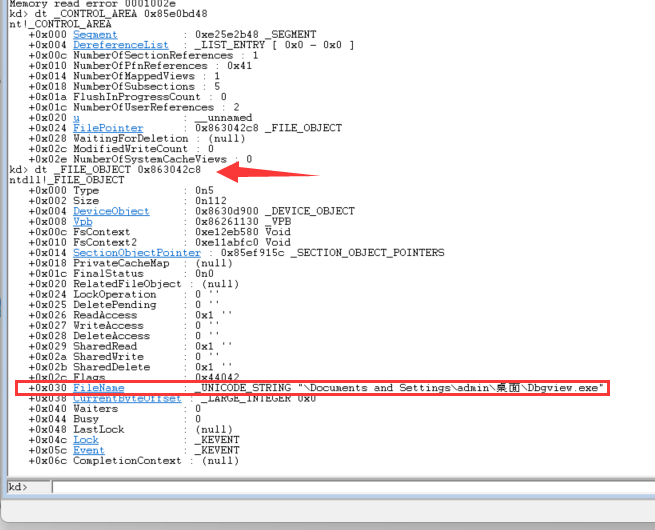 Memory read error 0001002e
kd> dt _CONTROL_AREA 0x85e0bd48
nt!_CONTROL_AREA
+0x000 Segment : 0xe25e2b48 _SEGMENT
+0x004 DereferenceList : _LIST_ENTRY [ 0x0 - 0x0 ]
+0x00c NumberOfSectionReferences : 1
+0x010 NumberOfPfnReferences : 0x41
+0x014 NumberOfMappedViews : 1
+0x018 NumberOfSubsections : 5
+0x01a FlushInProgressCount : 0
+0x01c NumberOfUserReferences : 2
+0x020 u : __unnamed
+0x024 FilePointer : 0x863042c8 _FILE_OBJECT
+0x028 WaitingForDeletion : (null)
+0x02c ModifiedWriteCount : 0
+0x02e NumberOfSystemCacheViews : 0
kd> dt _FILE_OBJECT 0x863042c8
ntdll!_FILE_OBJECT
+0x000 Type : 0n5
+0x002 Size : 0n112
+0x004 DeviceObject : 0x8630d900 _DEVICE_OBJECT
+0x008 Vpb : 0x86261130 _VPB
+0x00c FsContext : 0xe12eb580 Void
+0x010 FsContext2 : 0xe11abfc0 Void
+0x014 SectionObjectPointer : 0x85ef915c _SECTION_OBJECT_POINTERS
+0x018 PrivateCacheMap : (null)
+0x01c FinalStatus : 0n0
+0x020 RelatedFileObject : (null)
+0x024 LockOperation : 0 ''
+0x025 DeletePending : 0 ''
+0x026 ReadAccess : 0x1 ''
+0x027 WriteAccess : 0 ''
+0x028 DeleteAccess : 0 ''
+0x029 SharedRead : 0x1 ''
+0x02a SharedWrite : 0 ''
+0x02b SharedDelete : 0x1 ''
+0x02c Flags : 0x44042
+0x030 FileName : _UNICODE_STRING "\Documents and Settings\admin\桌面\Dbgview.exe"
+0x038 CurrentByteOffset : _LARGE_INTEGER 0x0
+0x040 Waiters : 0
+0x044 Busy : 0
+0x048 LastLock : (null)
+0x04c Lock : _KEVENT
+0x05c Event : _KEVENT
+0x06c CompletionContext : (null)
kd>